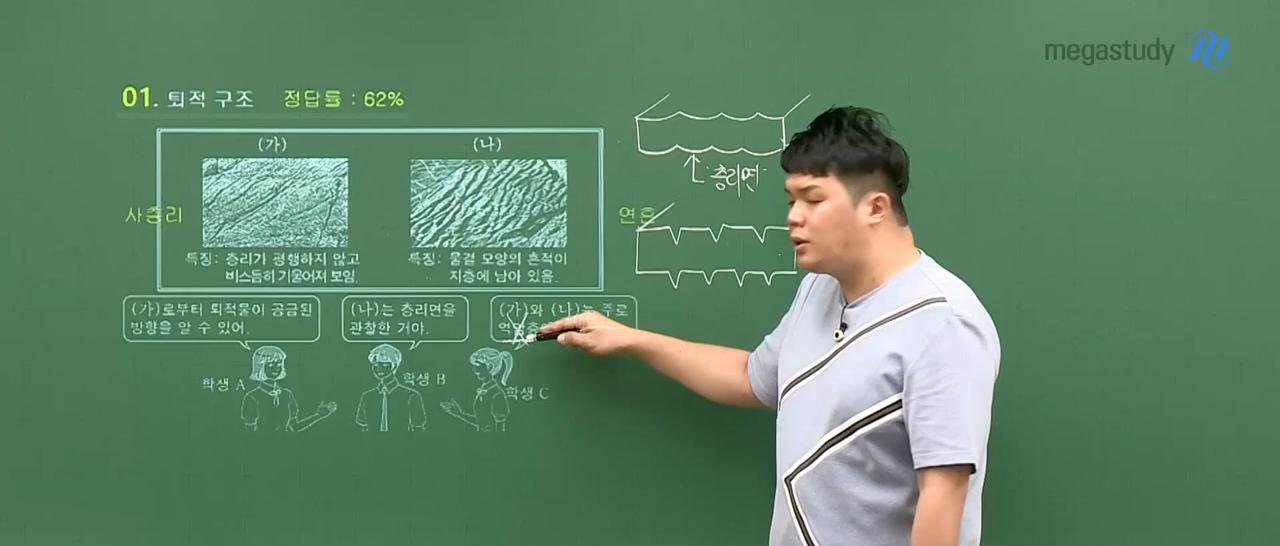 megastudy
01. 퇴적 구조 정답률 : 62%
(가) (나)
사층리
연흔
특징: 층리가 평행하지 않고
비스듬히 기울어져 보임.
특징: 물결 모양의 흔적이
지층에 남아 있음.
층리면
(가)로부터 퇴적물이 공급된
방향을 알 수 있어.
(나)는 층리면을
관찰한 거야.
(가)와 (나)는 주로
학생 A
학생 B
학생 C